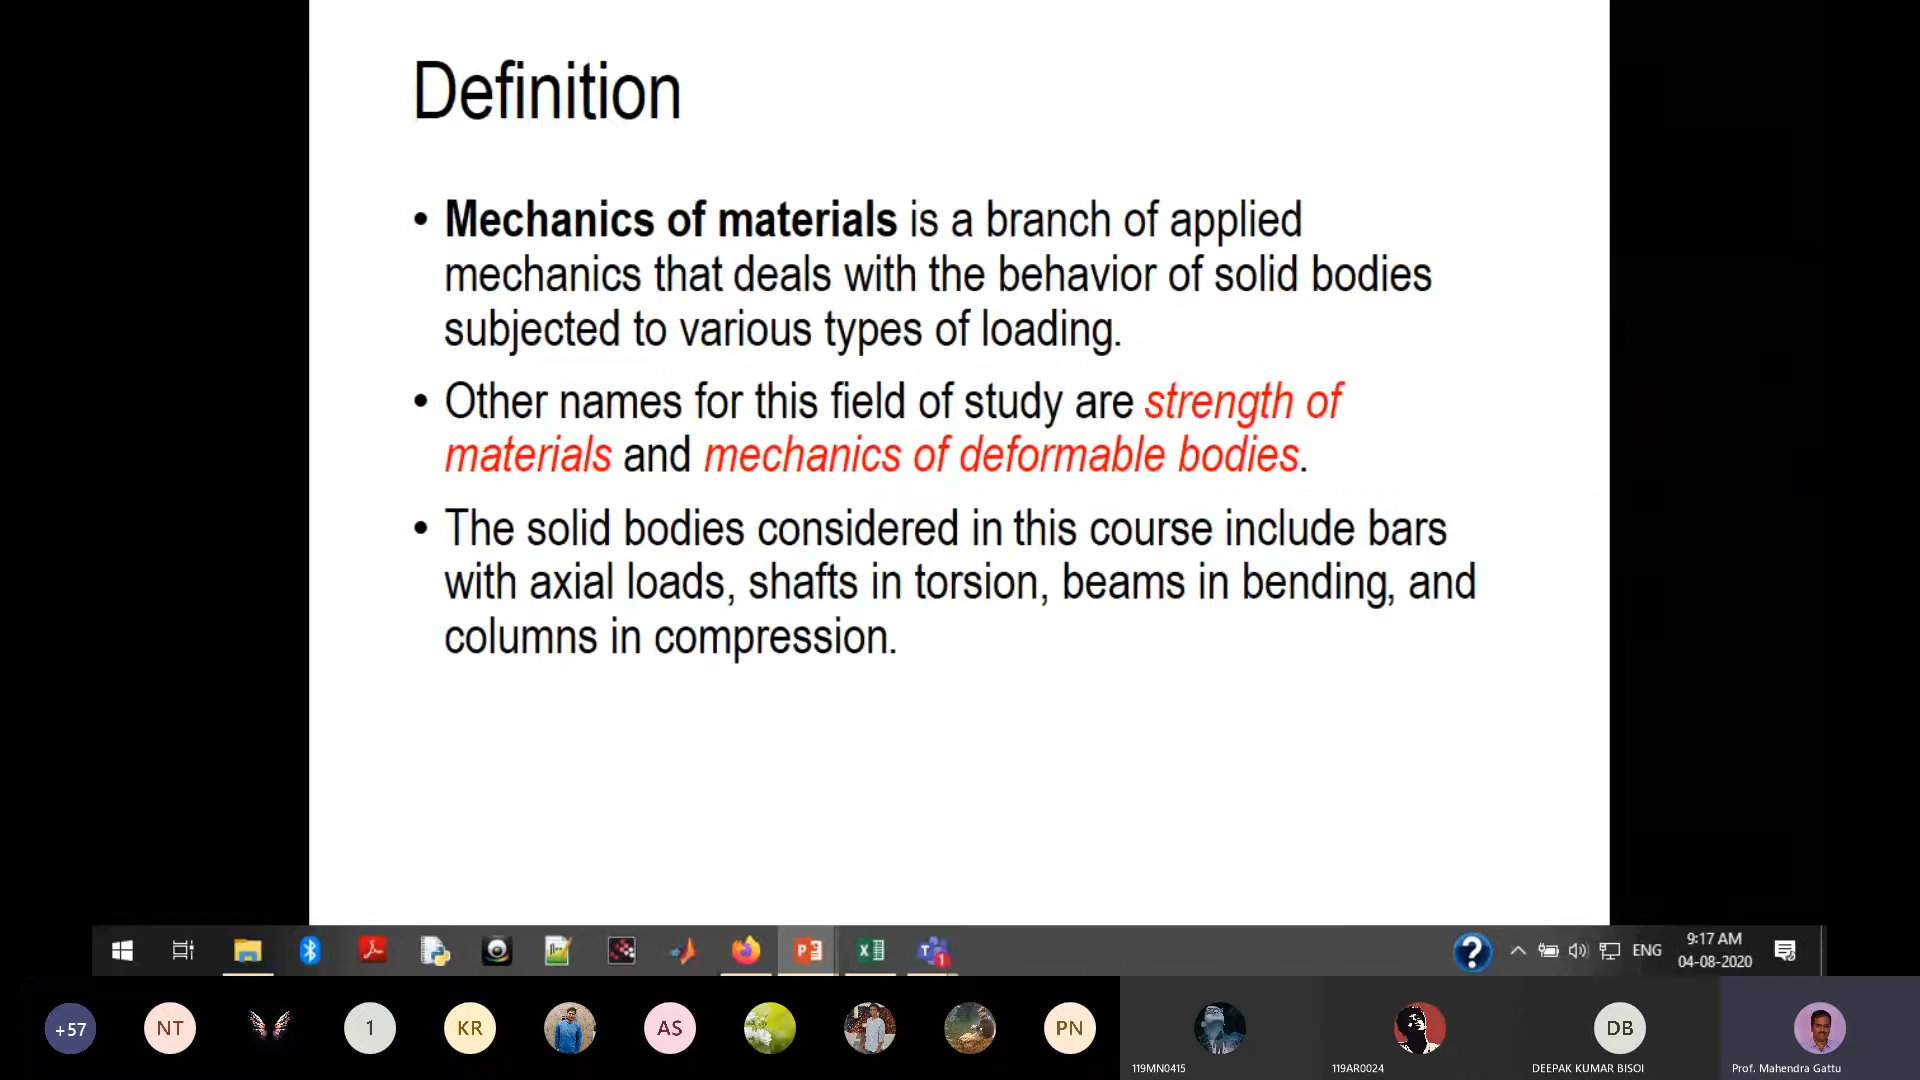 Definition
• Mechanics of materials is a branch of applied
mechanics that deals with the behavior of solid bodies
subjected to various types of loading.
• Other names for this field of study are strength of
materials and mechanics of deformable bodies.
• The solid bodies considered in this course include bars
with axial loads, shafts in torsion, beams in bending, and
columns in compression.
ENG
9:17 AM
04-08-2020
+57
NT
1
KR
AS
PN
DB
119MN0415
119AR0024
DEEPAK KUMAR BISOI
Prof. Mahendra Gattu